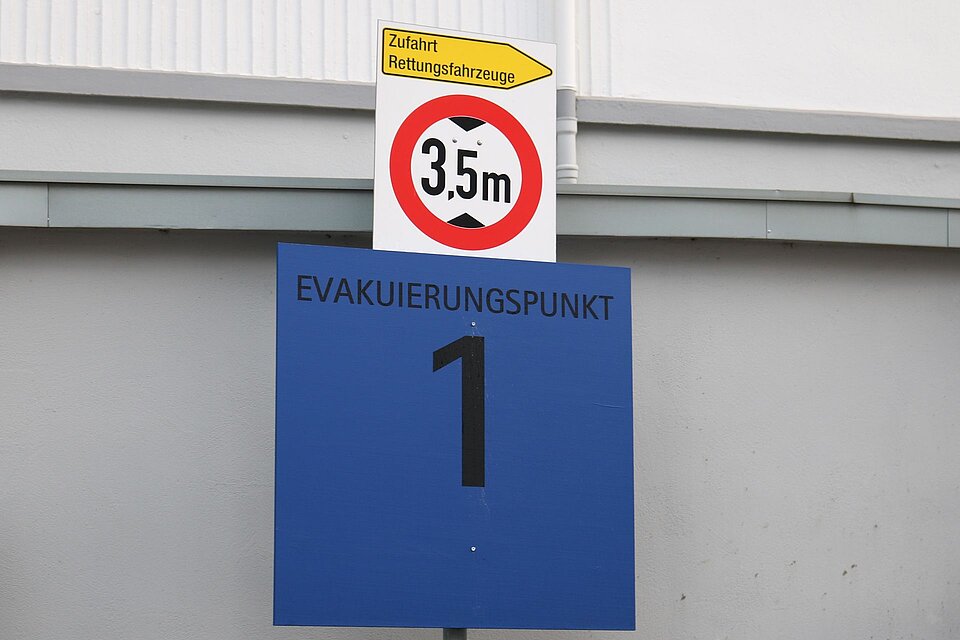 Zufahrt
Rettungsfahrzeuge
3,5m
EVAKUIERUNGSPUNKT
1